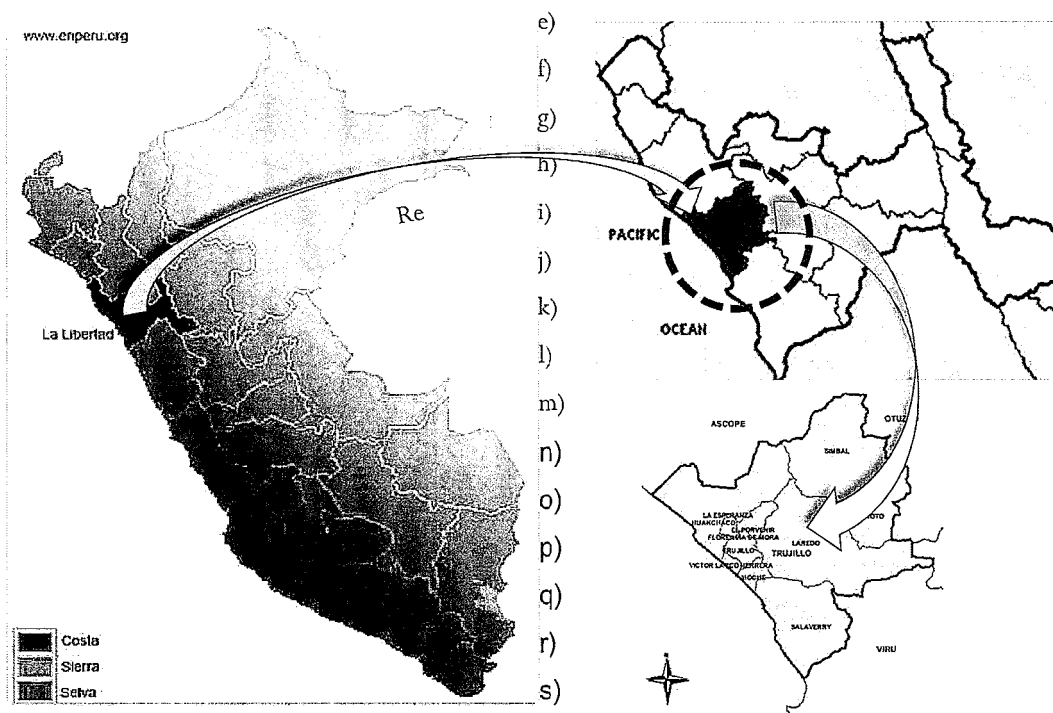 www.enperu.org
La Libertad
Costa
Sierra
Selva
Re
e)
f)
g)
h)
i)
j)
k)
l)
m)
n)
o)
p)
q)
r)
s)
PACIFIC
OCEAN
ASCOPE
OTUZ
SIMBAL
LA ESPERANZA
HUANCHACO
EL PORVENIR
FLORENCIA DE MORA
OTO
LAREDO
TRUJILLO
TRUJILLO
VICTOR LARCO HERRERA
MOCHE
SALAVERRY
VIRU